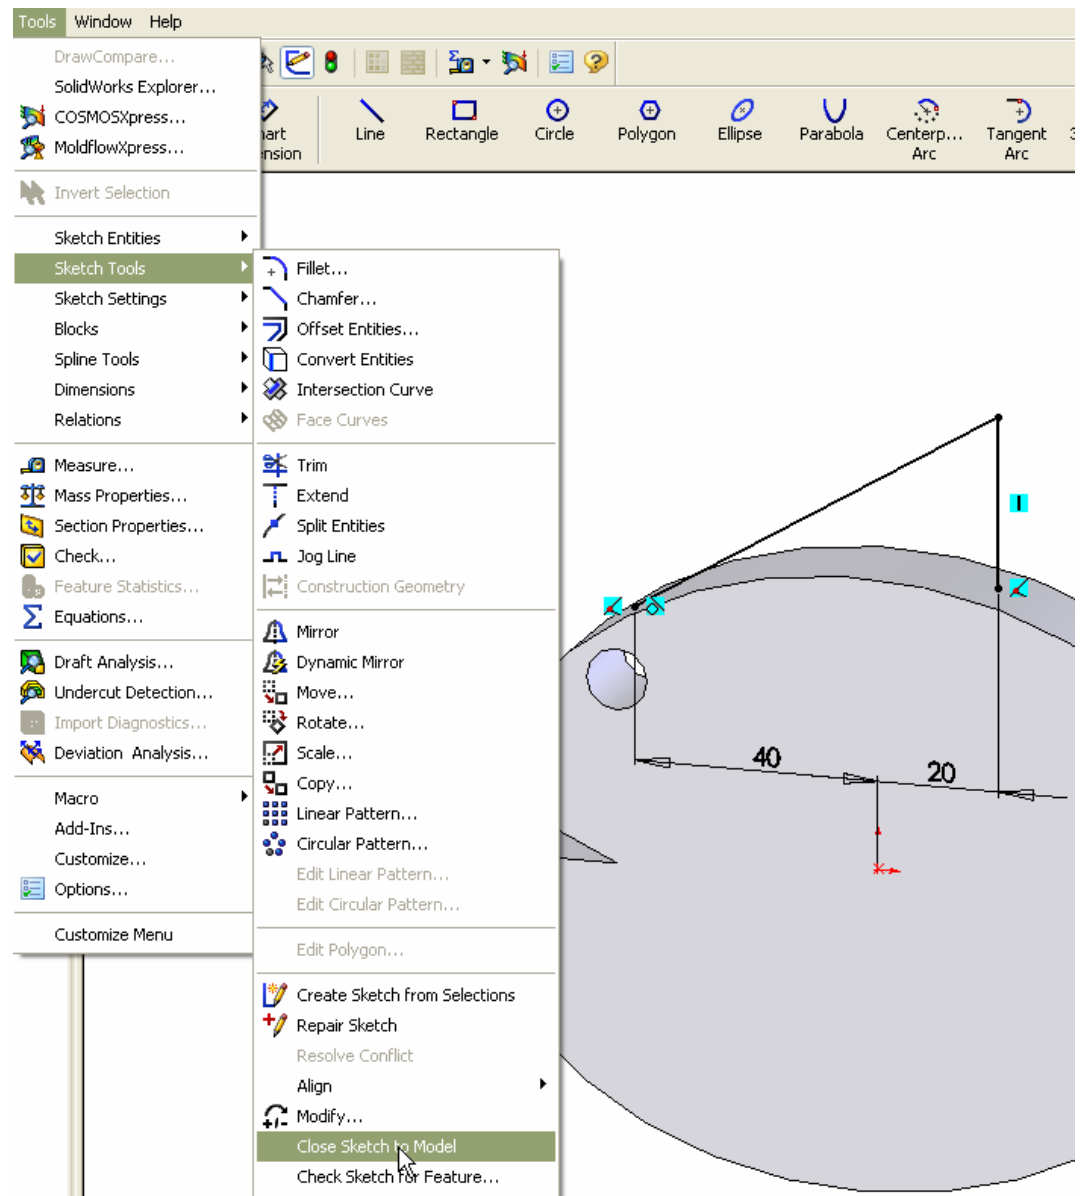 Tools Window Help
DrawCompare...
SolidWorks Explorer...
COSMOSXpress...
MoldflowXpress...
Invert Selection
Sketch Entities
Sketch Tools
Sketch Settings
Blocks
Spline Tools
Dimensions
Relations
Measure...
Mass Properties...
Section Properties...
Check...
Feature Statistics...
Equations...
Draft Analysis...
Undercut Detection...
Import Diagnostics...
Deviation Analysis...
Macro
Add-Ins...
Customize...
Options...
Customize Menu
Line
Rectangle
Circle
Polygon
Ellipse
Parabola
Centerp...
Arc
Tangent
Arc
Fillet...
Chamfer...
Offset Entities...
Convert Entities
Intersection Curve
Face Curves
Trim
Extend
Split Entities
Jog Line
Construction Geometry
Mirror
Dynamic Mirror
Move...
Rotate...
Scale...
Copy...
Linear Pattern...
Circular Pattern...
Edit Linear Pattern...
Edit Circular Pattern...
Edit Polygon...
Create Sketch from Selections
Repair Sketch
Resolve Conflict
Align
Modify...
Close Sketch to Model
Check Sketch for Feature...
40
20